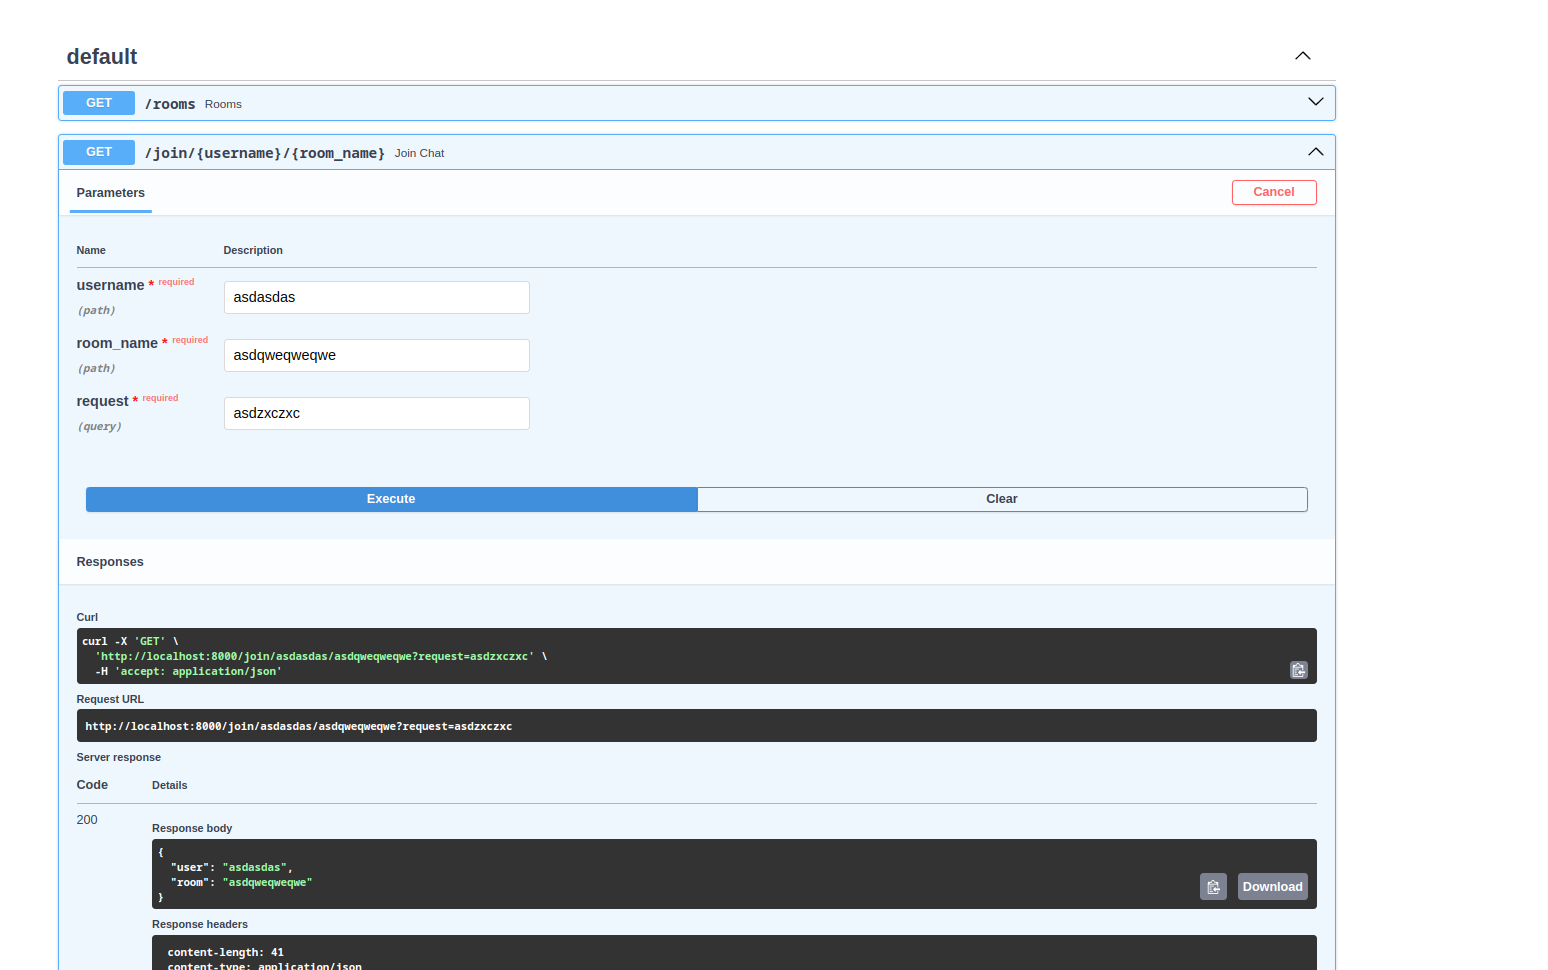 default
GET /rooms Rooms
GET /join/{username}/{room_name} Join Chat
Parameters Cancel
Name Description
username * required asdasdas
(path)
room_name * required asdqweqweqwe
(path)
request * required asdzxczxc
(query)
Execute Clear
Responses
Curl
curl -X 'GET' \
'http://localhost:8000/join/asdasdas/asdqweqweqwe?request=asdzxczxc' \
-H 'accept: application/json'
Request URL
http://localhost:8000/join/asdasdas/asdqweqweqwe?request=asdzxczxc
Server response
Code Details
200
Response body
{
"user": "asdasdas",
"room": "asdqweqweqwe"
}
Download
Response headers
content-length: 41
content-type: application/json